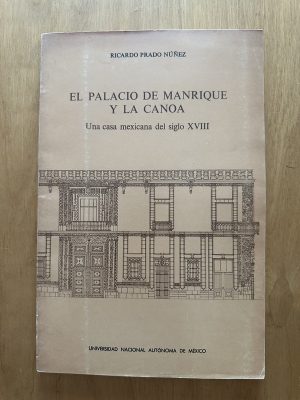 RICARDO PRADO NÚÑEZ
EL PALACIO DE MANRIQUE
Y LA CANOA
Una casa mexicana del siglo XVIII
UNIVERSIDAD NACIONAL AUTÓNOMA DE MÉXICO